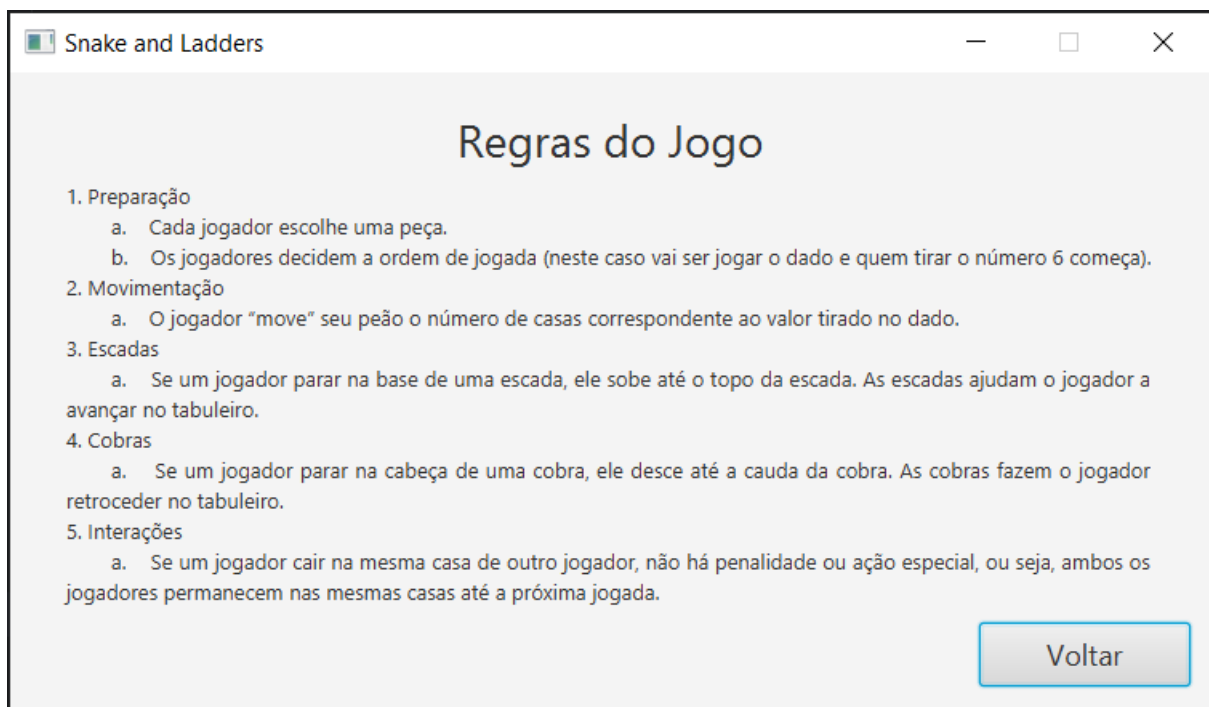 Snake and Ladders
Regras do Jogo
1. Preparação
a. Cada jogador escolhe uma peça.
b. Os jogadores decidem a ordem de jogada (neste caso vai ser jogar o dado e quem tirar o número 6 começa).
2. Movimentação
a. O jogador “move” seu peão o número de casas correspondente ao valor tirado no dado.
3. Escadas
a. Se um jogador parar na base de uma escada, ele sobe até o topo da escada. As escadas ajudam o jogador a
avançar no tabuleiro.
4. Cobras
a. Se um jogador parar na cabeça de uma cobra, ele desce até a cauda da cobra. As cobras fazem o jogador
retroceder no tabuleiro.
5. Interações
a. Se um jogador cair na mesma casa de outro jogador, não há penalidade ou ação especial, ou seja, ambos os
jogadores permanecem nas mesmas casas até a próxima jogada.
Voltar